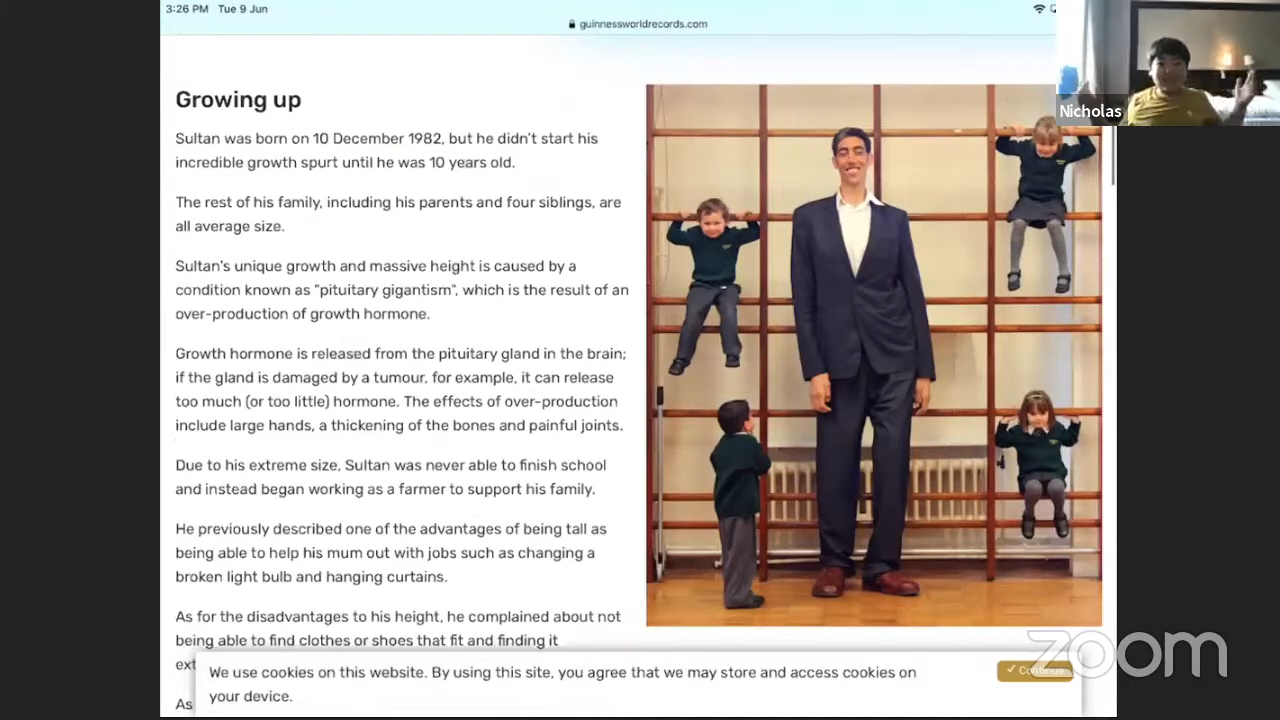 3:26 PM Tue 9 Jun
guinnessworldrecords.com
Nicholas
Growing up
Sultan was born on 10 December 1982, but he didn't start his
incredible growth spurt until he was 10 years old.
The rest of his family, including his parents and four siblings, are
all average size.
Sultan's unique growth and massive height is caused by a
condition known as "pituitary gigantism", which is the result of an
over-production of growth hormone.
Growth hormone is released from the pituitary gland in the brain;
if the gland is damaged by a tumour, for example, it can release
too much (or too little) hormone. The effects of over-production
include large hands, a thickening of the bones and painful joints.
Due to his extreme size, Sultan was never able to finish school
and instead began working as a farmer to support his family.
He previously described one of the advantages of being tall as
being able to help his mum out with jobs such as changing a
broken light bulb and hanging curtains.
As for the disadvantages to his height, he complained about not
being able to find clothes or shoes that fit and finding it
As
We use cookies on this website. By using this site, you agree that we may store and access cookies on
your device.
Continue
zoom